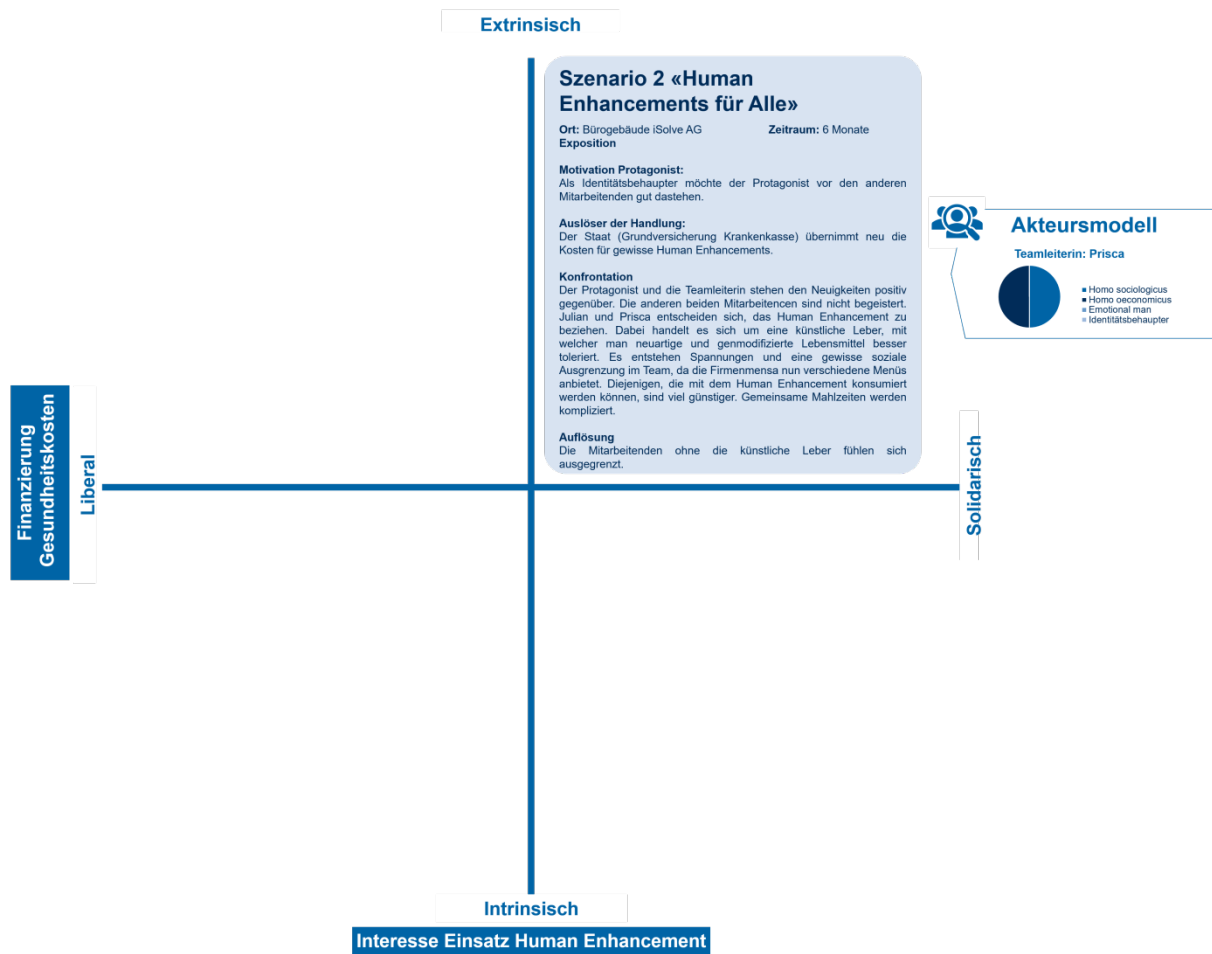 Extrinsisch
Szenario 2 «Human
Enhancements für Alle»
Ort: Bürogebäude iSolve AG Zeitraum: 6 Monate
Exposition
Motivation Protagonist:
Als Identitätsbehaupter möchte der Protagonist vor den anderen
Mitarbeitenden gut dastehen.
Auslöser der Handlung:
Der Staat (Grundversicherung Krankenkasse) übernimmt neu die
Kosten für gewisse Human Enhancements.
Konfrontation
Der Protagonist und die Teamleiterin stehen den Neuigkeiten positiv
gegenüber. Die anderen beiden Mitarbeitencen sind nicht begeistert.
Julian und Prisca entscheiden sich, das Human Enhancement zu
beziehen. Dabei handelt es sich um eine künstliche Leber, mit
welcher man neuartige und genmodifizierte Lebensmittel besser
toleriert. Es entstehen Spannungen und eine gewisse soziale
Ausgrenzung im Team, da die Firmenmensa nun verschiedene Menüs
anbietet. Diejenigen, die mit dem Human Enhancement konsumiert
werden können, sind viel günstiger. Gemeinsame Mahlzeiten werden
kompliziert.
Auflösung
Die Mitarbeitenden ohne die künstliche Leber fühlen sich
ausgegrenzt.
Akteursmodell
Teamleiterin: Prisca
Homo sociologicus
Homo oeconomicus
Emotional man
Identitätsbehaupter
Finanzierung
Gesundheitskosten
Liberal
Solidarisch
Intrinsisch
Interesse Einsatz Human Enhancement